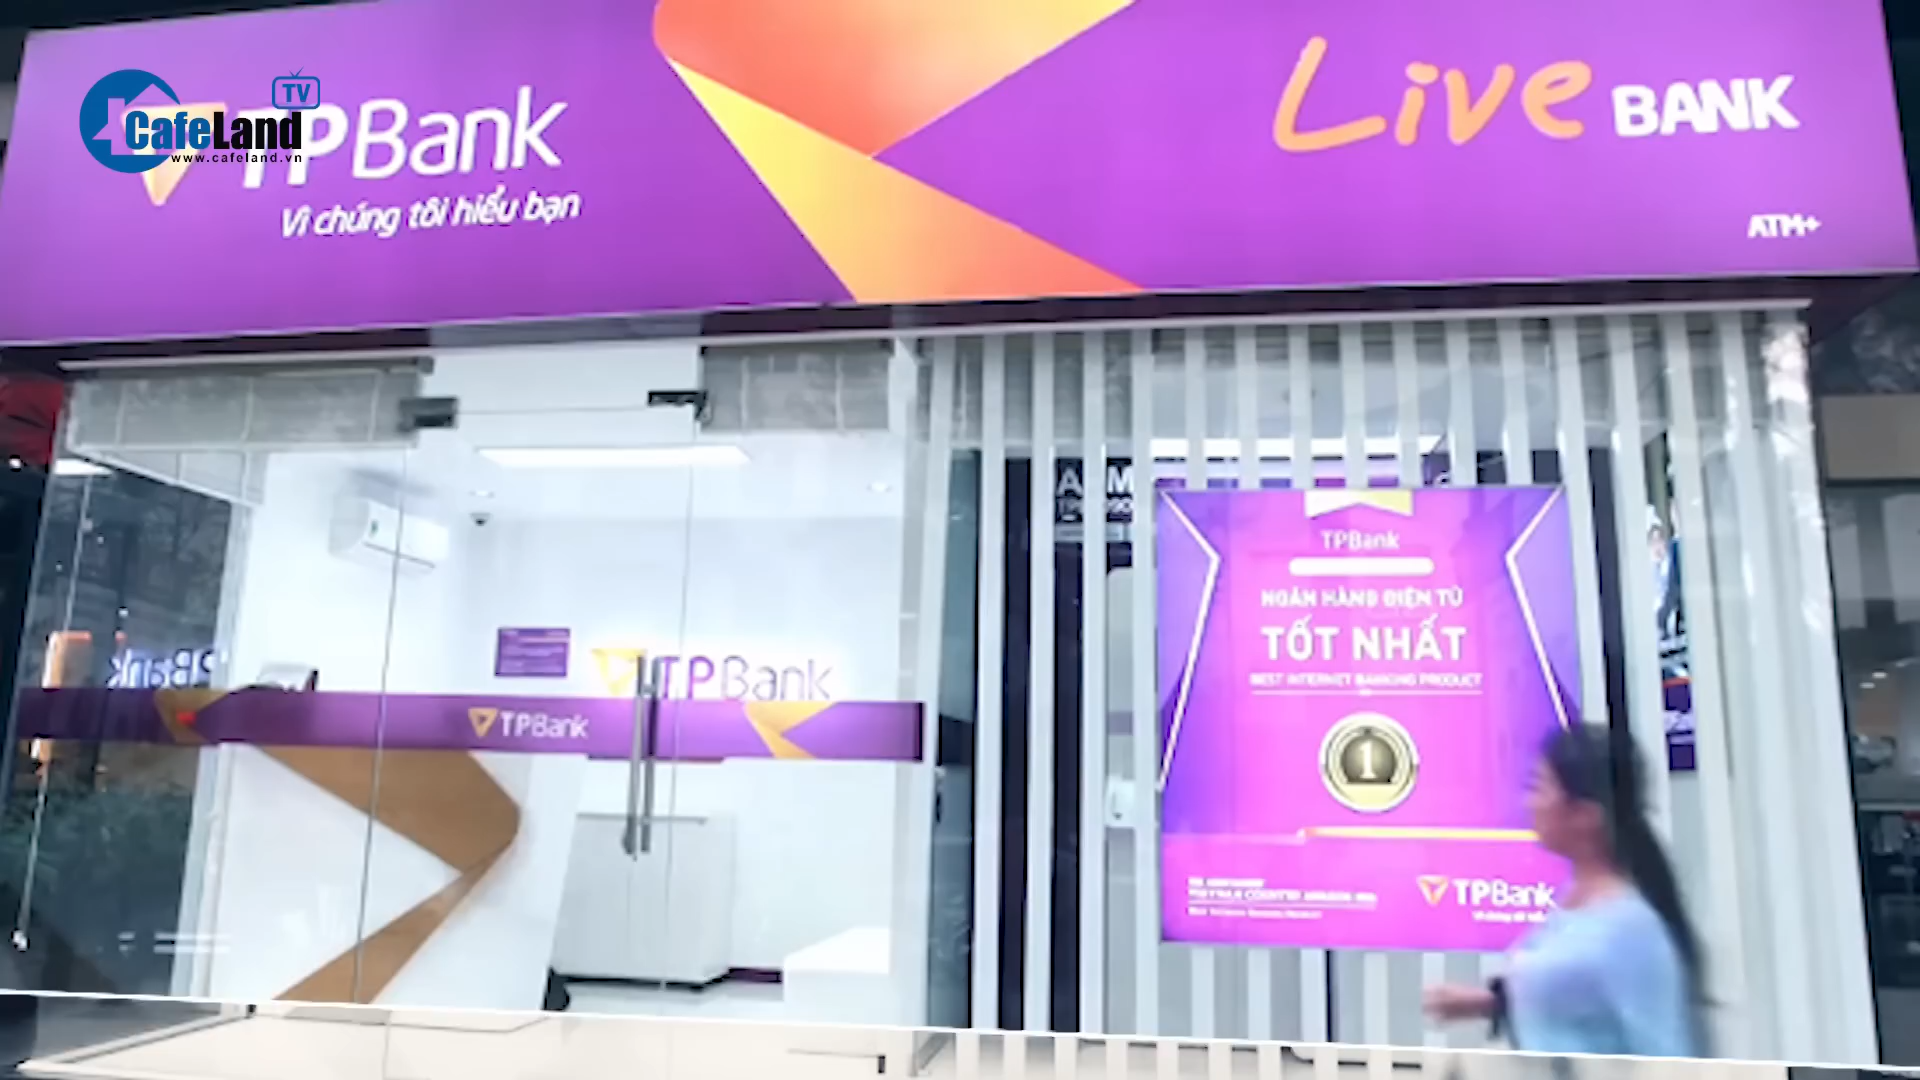 TV
CafeLand
www.cafeland.vn
TPBank
Vì chúng tôi hiểu bạn
Live BANK
ATM+
TPBank
NGÂN HÀNG ĐIỆN TỬ
TỐT NHẤT
BEST INTERNET BANKING PRODUCT
1
TPBank
TPBank
TPBank
TPBank